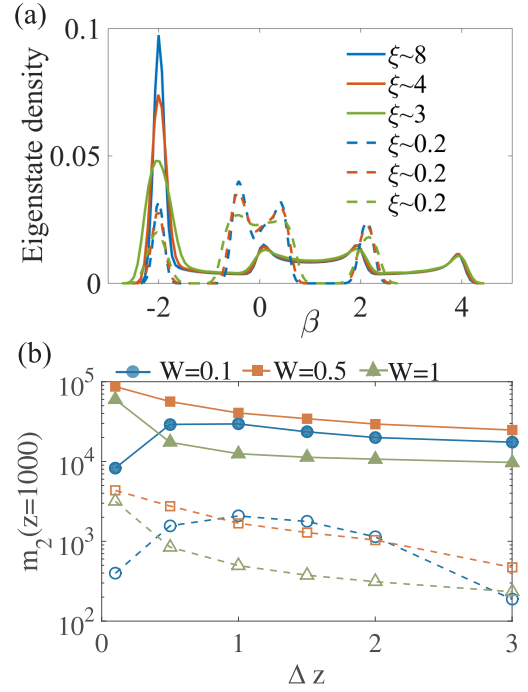 (a)
0.1
0.05
0
Eigenstate density
ξ~8
ξ~4
ξ~3
ξ~0.2
ξ~0.2
ξ~0.2
-2 0 2 4
β
(b)
W=0.1 W=0.5 W=1
10^5
10^4
10^3
10^2
m_2(z=1000)
0 1 2 3
Δ z